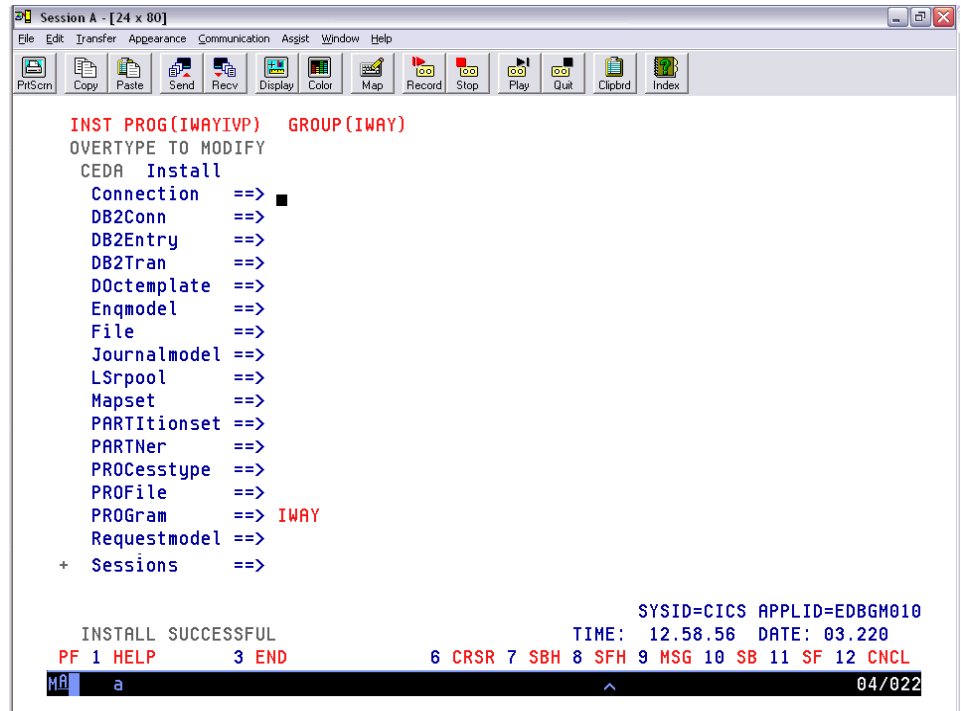 Session A - [24 x 80]
File Edit Transfer Appearance Communication Assist Window Help
PrtScrn Copy Paste Send Recv Display Color Map Record Stop Play Quit Clipbrd Index
INST PROG(IWAYIVP) GROUP(IWAY)
OVERTYPE TO MODIFY
CEDA Install
Connection ==>
DB2Conn ==>
DB2Entry ==>
DB2Tran ==>
DOctemplate ==>
Enqmodel ==>
File ==>
Journalmodel ==>
LSrpool ==>
Mapset ==>
PARTItionset ==>
PARTNer ==>
PROCesstype ==>
PROFile ==>
PROGram ==> IWAY
Requestmodel ==>
+ Sessions ==>
SYSID=CICS APPLID=EDBGM010
INSTALL SUCCESSFUL TIME: 12.58.56 DATE: 03.220
PF 1 HELP 3 END 6 CRSR 7 SBH 8 SFH 9 MSG 10 SB 11 SF 12 CNCL
MA a 04/022